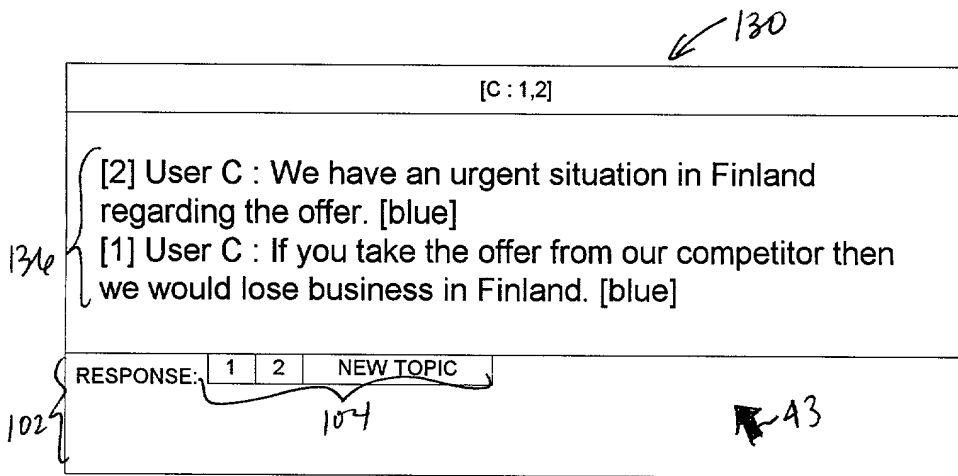 130
[C : 1,2]
[2] User C : We have an urgent situation in Finland
regarding the offer. [blue]
136
[1] User C : If you take the offer from our competitor then
we would lose business in Finland. [blue]
RESPONSE: 1 2 NEW TOPIC
102
104
43